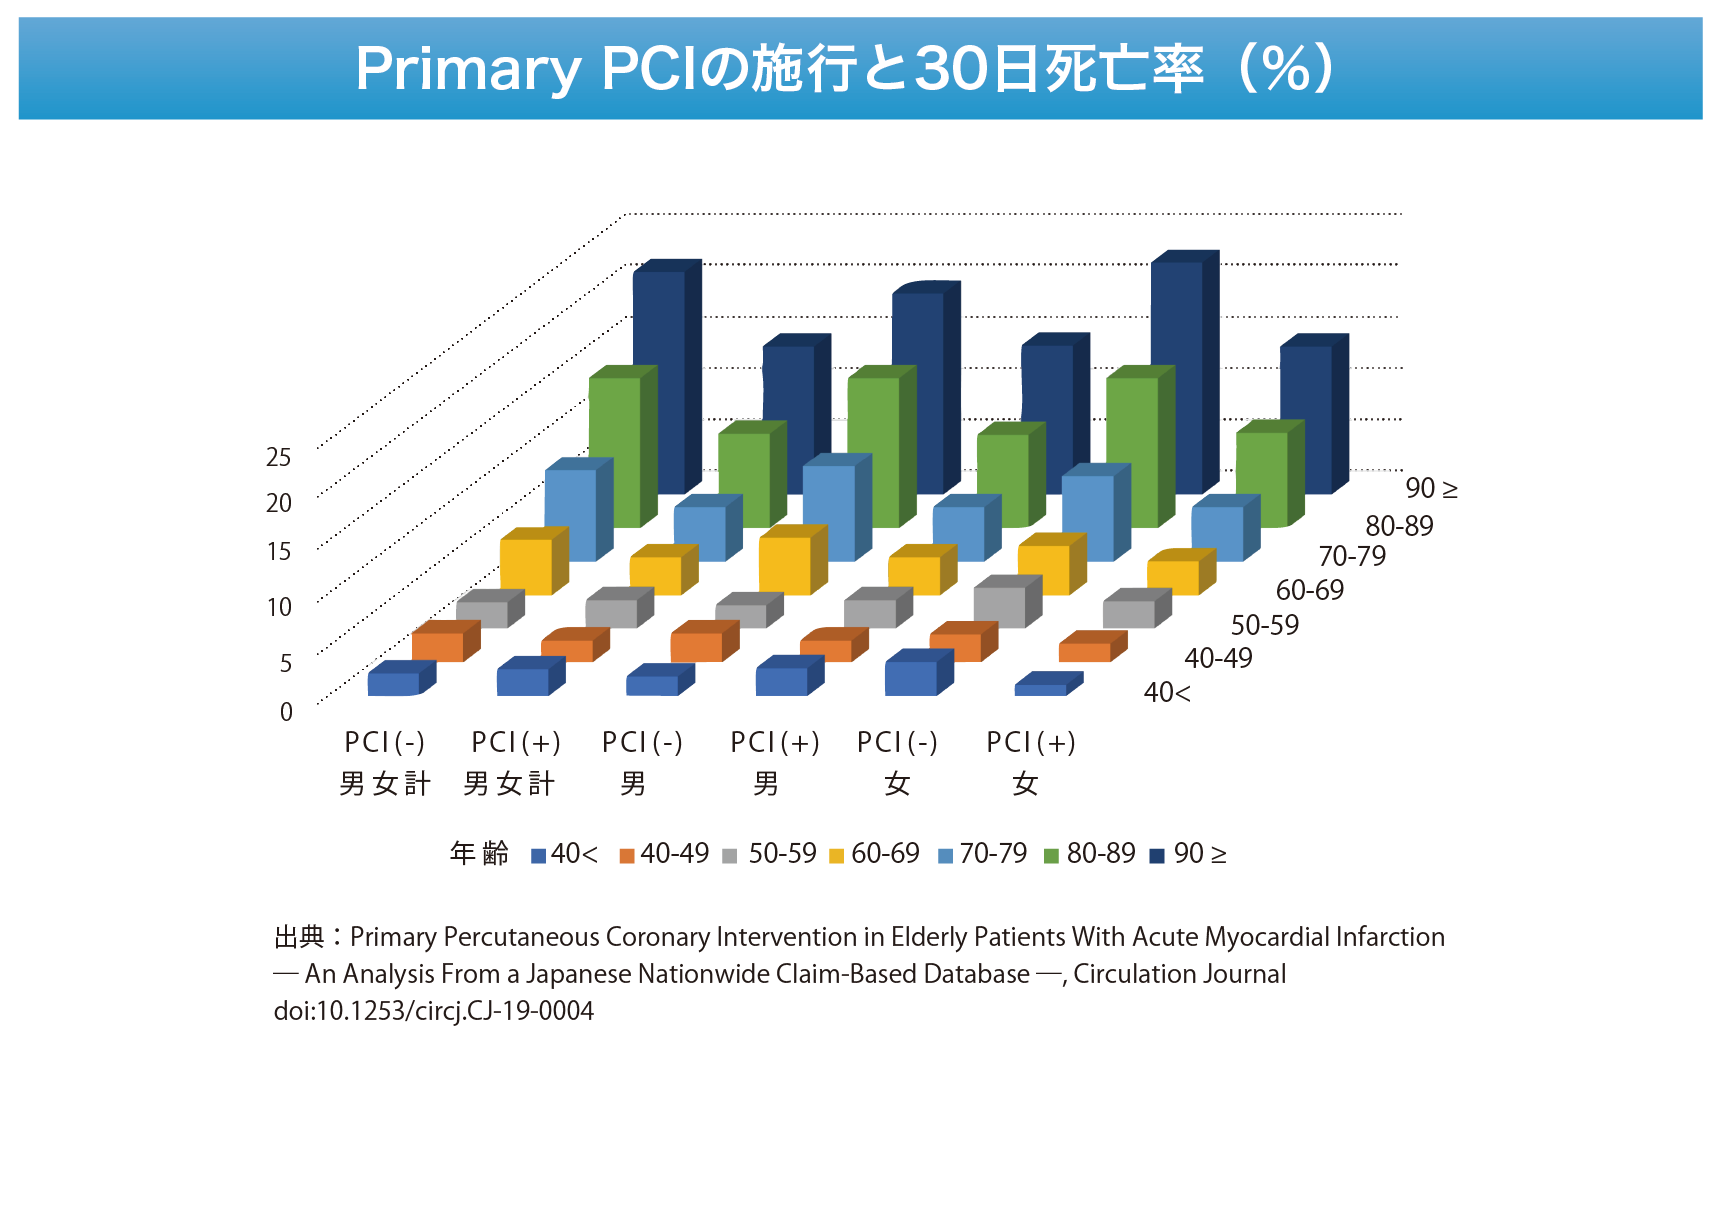 Primary PCIの施行と30日死亡率（%）
25
20
15
10
5
0
90 ≥
80-89
70-79
60-69
50-59
40-49
40<
PCI(-) PCI(+) PCI(-) PCI(+) PCI(-) PCI(+)
男女計 男女計 男 男 女 女
年齢 40< 40-49 50-59 60-69 70-79 80-89 90 ≥
出典：Primary Percutaneous Coronary Intervention in Elderly Patients With Acute Myocardial Infarction
― An Analysis From a Japanese Nationwide Claim-Based Database ―, Circulation Journal
doi:10.1253/circj.CJ-19-0004